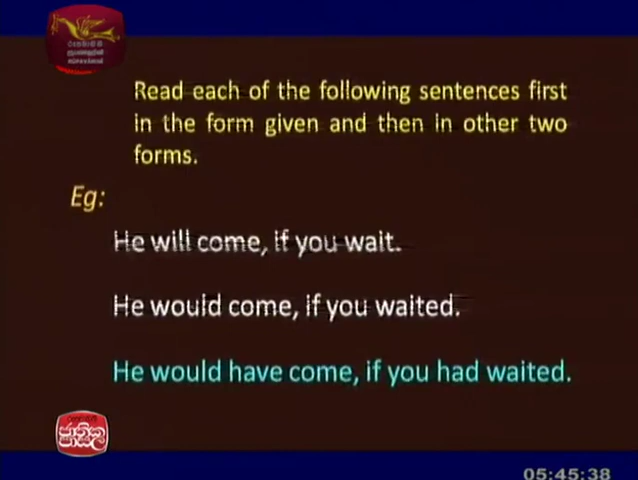 Read each of the following sentences first
in the form given and then in other two
forms.
Eg:
He will come, if you wait.
He would come, if you waited.
He would have come, if you had waited.
ජාතික
පාසල
05:45:38